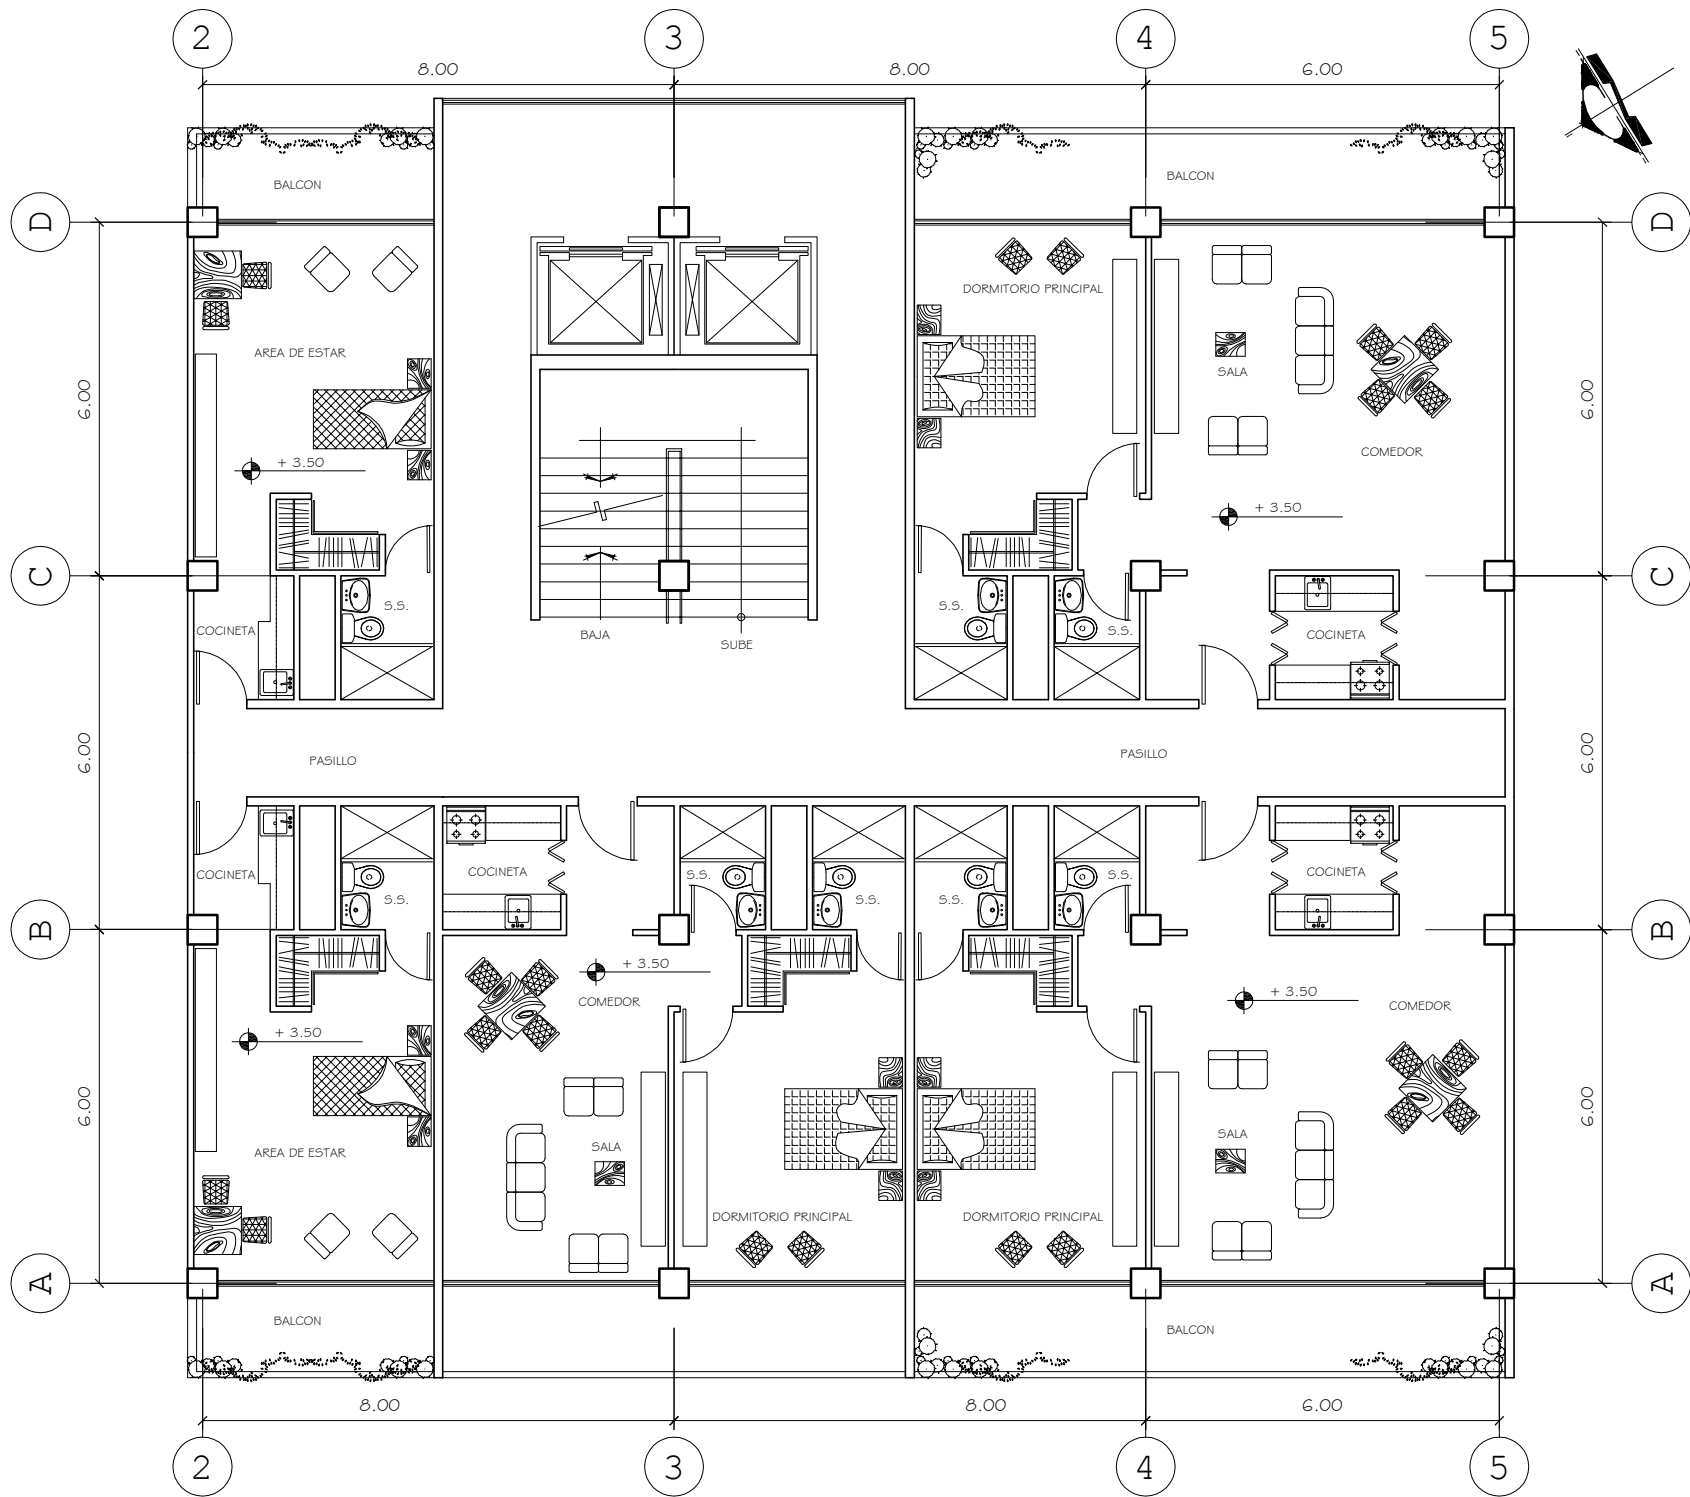 2 3 4 5
8.00 8.00 6.00
BALCON BALCON
D D
DORMITORIO PRINCIPAL
AREA DE ESTAR
SALA
6.00 6.00
COMEDOR
+ 3.50
+ 3.50
C C
S.S. S.S.
COCINETA S.S. COCINETA
BAJA
SUBE
6.00 6.00
PASILLO PASILLO
COCINETA COCINETA S.S. S.S. COCINETA
S.S. S.S. S.S.
B B
+ 3.50
+ 3.50
COMEDOR COMEDOR
+ 3.50
6.00 6.00
SALA
SALA
AREA DE ESTAR
DORMITORIO PRINCIPAL DORMITORIO PRINCIPAL
A A
BALCON
BALCON
8.00 8.00 6.00
2 3 4 5